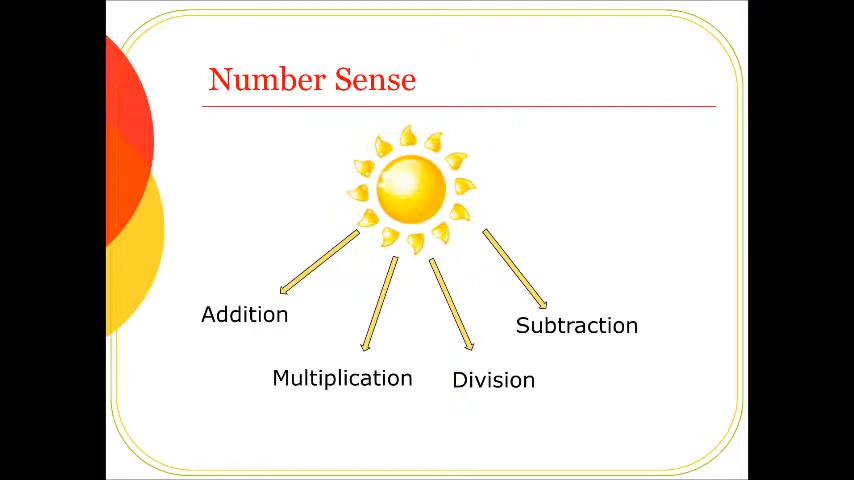 Number Sense
Addition
Subtraction
Multiplication
Division